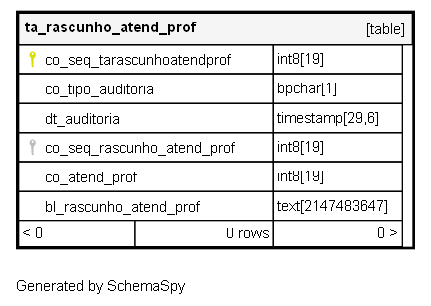 ta_rascunho_atend_prof [table]
co_seq_tarascunhoatendprof int8[19]
co_tipo_auditoria bpchar[1]
dt_auditoria timestamp[29,6]
co_seq_rascunho_atend_prof int8[19]
co_atend_prof int8[19]
bl_rascunho_atend_prof text[2147483647]
< 0 0 rows 0 >
Generated by SchemaSpy